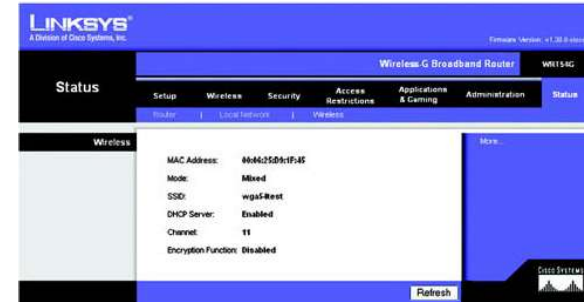 LINKSYS®
A Division of Cisco Systems, Inc.
Wireless-G Broadband Router WRT54G
Status
Setup Wireless Security Access Restrictions Applications & Gaming Administration Status
Router | Local Network | Wireless
Wireless
More...
MAC Address:
Mode: Mixed
SSID:
DHCP Server: Enabled
Channel: 11
Encryption Function: Disabled
Refresh
CISCO SYSTEMS